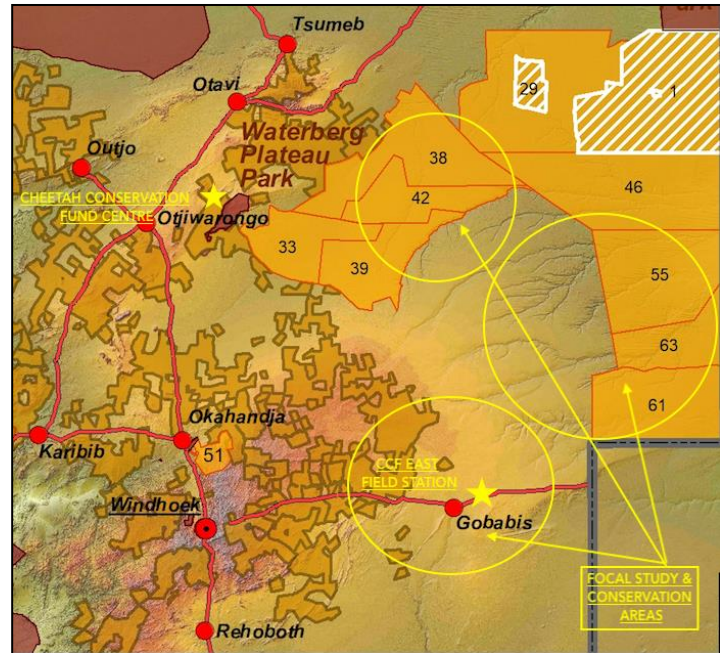 Park
Tsumeb
Otavi
29
1
Waterberg
Plateau
Park
Outjo
38
42
46
CHEETAH CONSERVATION
FUND CENTRE
Otjiwarongo
33
39
55
63
61
Okahandja
51
Karibib
CCF EAST
FIELD STATION
Windhoek
Gobabis
FOCAL STUDY &
CONSERVATION
AREAS
Rehoboth